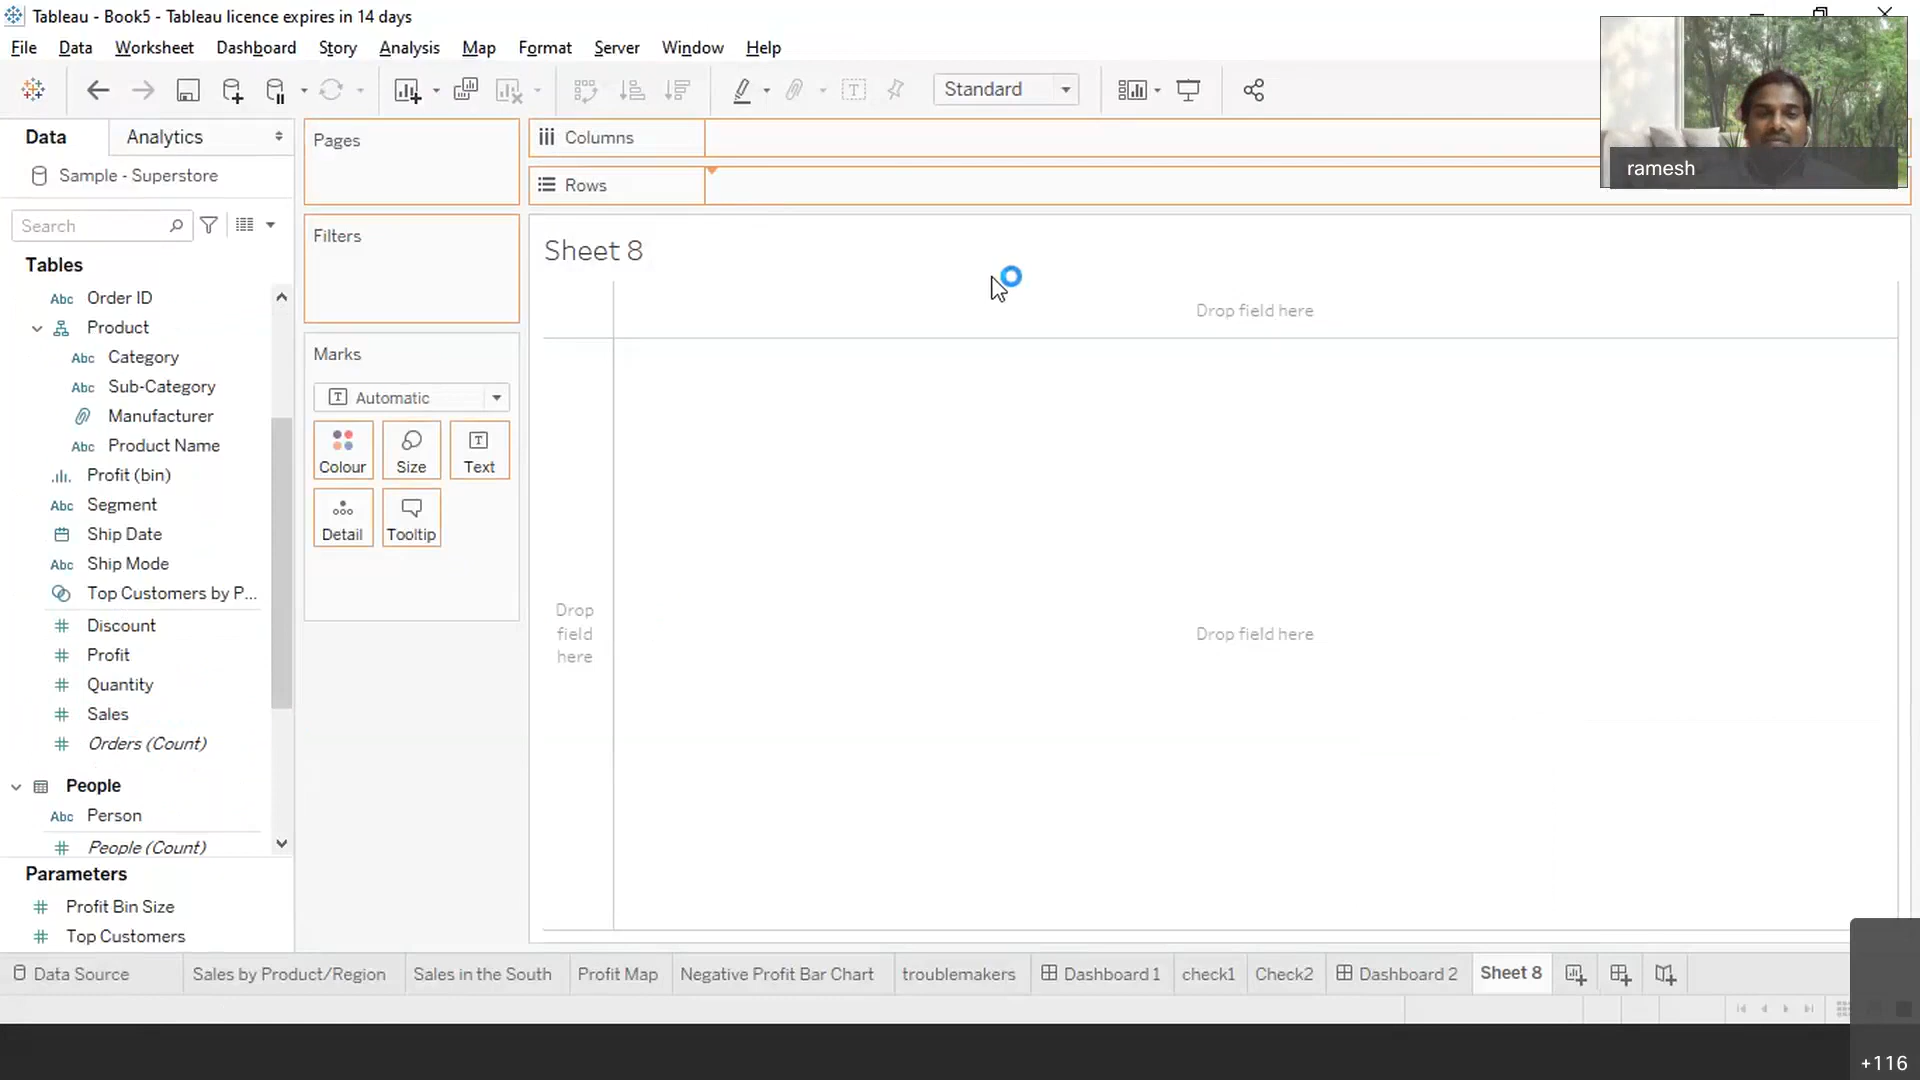 Tableau - Book5 - Tableau licence expires in 14 days
File Data Worksheet Dashboard Story Analysis Map Format Server Window Help
Standard
Data Analytics
Sample - Superstore
Search
Tables
Order ID
Product
Abc Category
Abc Sub-Category
Manufacturer
Abc Product Name
Profit (bin)
Abc Segment
Ship Date
Abc Ship Mode
Top Customers by P...
Discount
Profit
Quantity
Sales
Orders (Count)
People
Abc Person
People (Count)
Parameters
Profit Bin Size
Top Customers
Pages
Filters
Marks
Automatic
Colour Size Text
Detail Tooltip
Columns
Rows
Sheet 8
Drop field here
Drop
field
here
Drop field here
ramesh
Data Source Sales by Product/Region Sales in the South Profit Map Negative Profit Bar Chart troublemakers Dashboard 1 check1 Check2 Dashboard 2 Sheet 8
+116